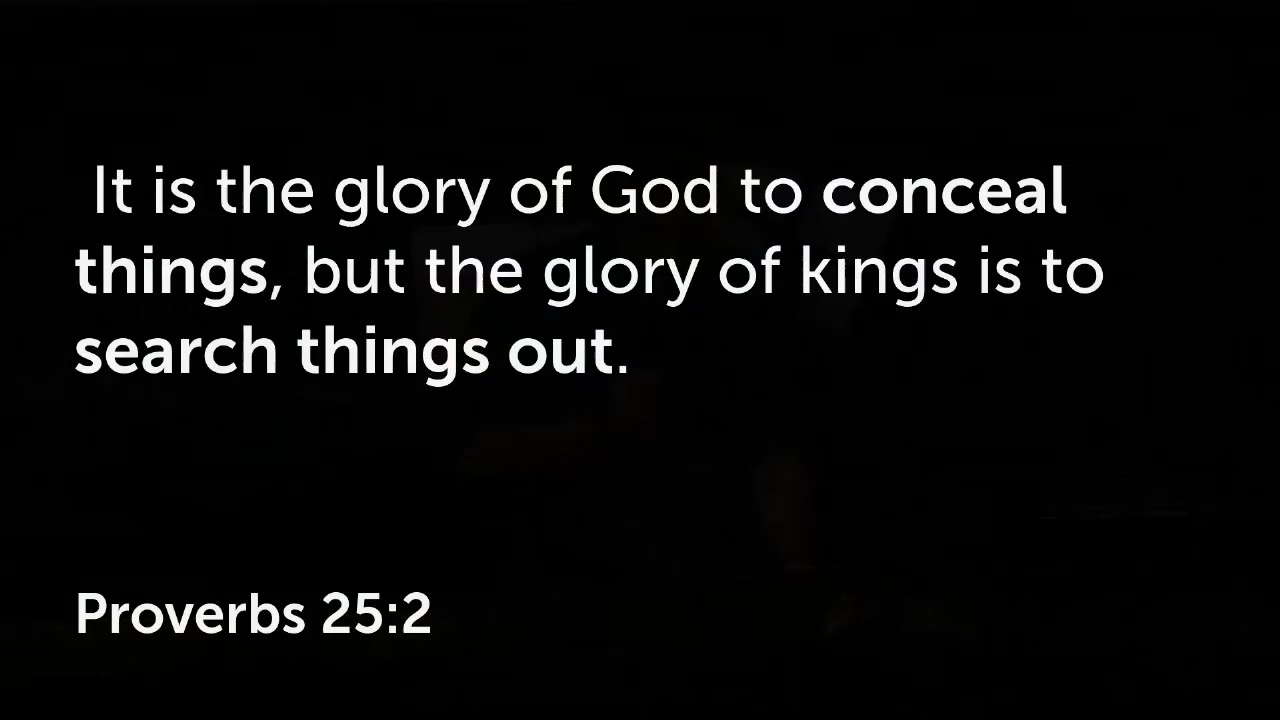 It is the glory of God to conceal
things, but the glory of kings is to
search things out.
Proverbs 25:2